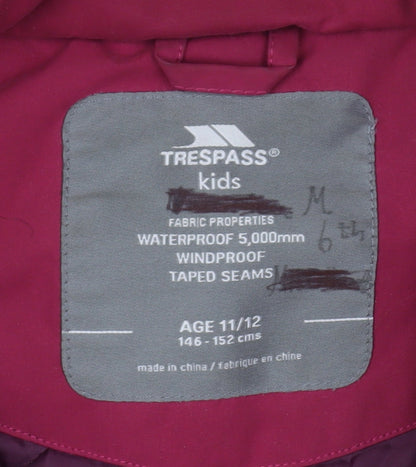 TRESPASS®
kids
M
FABRIC PROPERTIES
WATERPROOF 5,000mm
6th
WINDPROOF
TAPED SEAMS
AGE 11/12
146 - 152 cms
made in china / fabrique en chine